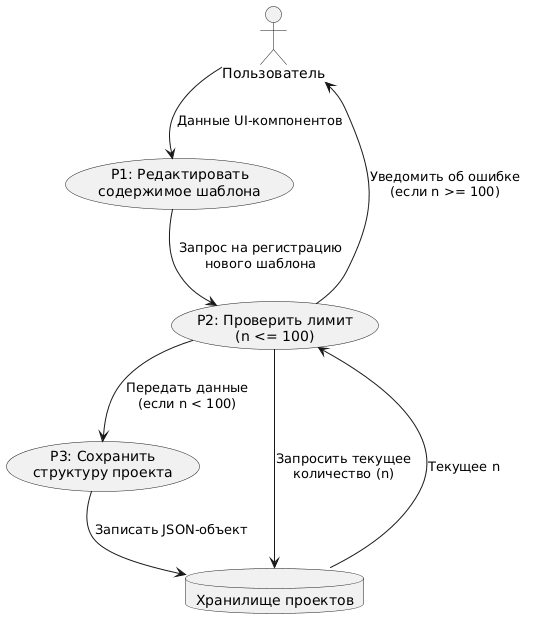 Пользователь
Данные UI-компонентов
P1: Редактировать
содержимое шаблона
Уведомить об ошибке
(если n >= 100)
Запрос на регистрацию
нового шаблона
P2: Проверить лимит
(n <= 100)
Передать данные
(если n < 100)
P3: Сохранить
структуру проекта
Запросить текущее
количество (n)
Текущее n
Записать JSON-объект
Хранилище проектов